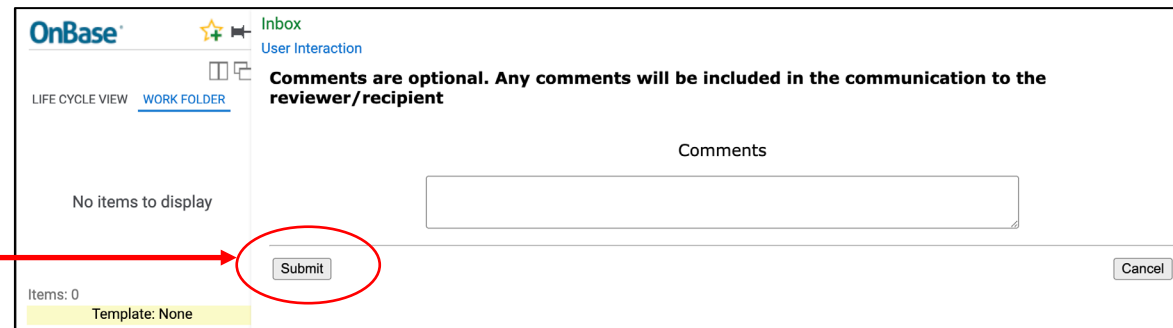 OnBase
LIFE CYCLE VIEW WORK FOLDER
No items to display
Items: 0
Template: None
Inbox
User Interaction
Comments are optional. Any comments will be included in the communication to the
reviewer/recipient
Comments
Submit Cancel